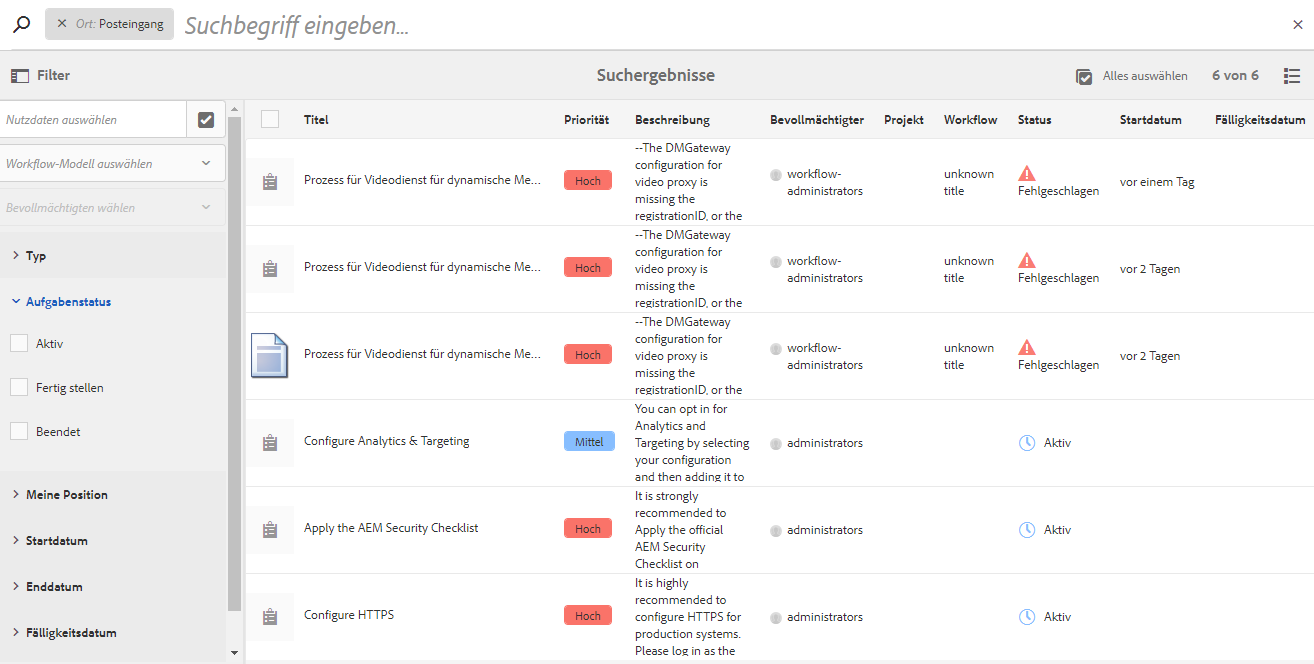 Ort: Posteingang
Suchbegriff eingeben...
Filter
Suchergebnisse
Alles auswählen
6 von 6
Nutzdaten auswählen
Workflow-Modell auswählen
Bevollmächtigten wählen
Typ
Aufgabenstatus
Aktiv
Fertig stellen
Beendet
Meine Position
Startdatum
Enddatum
Fälligkeitsdatum
Titel Priorität Beschreibung Bevollmächtigter Projekt Workflow Status Startdatum Fälligkeitsdatum
Prozess für Videodienst für dynamische Me...
Hoch
--The DMGateway
configuration for
video proxy is
missing the
registrationID, or the
workflow-
administrators
unknown
title
Fehlgeschlagen
vor einem Tag
Prozess für Videodienst für dynamische Me...
Hoch
--The DMGateway
configuration for
video proxy is
missing the
registrationID, or the
workflow-
administrators
unknown
title
Fehlgeschlagen
vor 2 Tagen
Prozess für Videodienst für dynamische Me...
Hoch
--The DMGateway
configuration for
video proxy is
missing the
registrationID, or the
workflow-
administrators
unknown
title
Fehlgeschlagen
vor 2 Tagen
Configure Analytics & Targeting
Mittel
You can opt in for
Analytics and
Targeting by selecting
your configuration
and then adding it to
administrators
Aktiv
Apply the AEM Security Checklist
Hoch
It is strongly
recommended to
Apply the official
AEM Security
Checklist on
administrators
Aktiv
Configure HTTPS
Hoch
It is highly
recommended to
configure HTTPS for
production systems.
Please log in as the
administrators
Aktiv